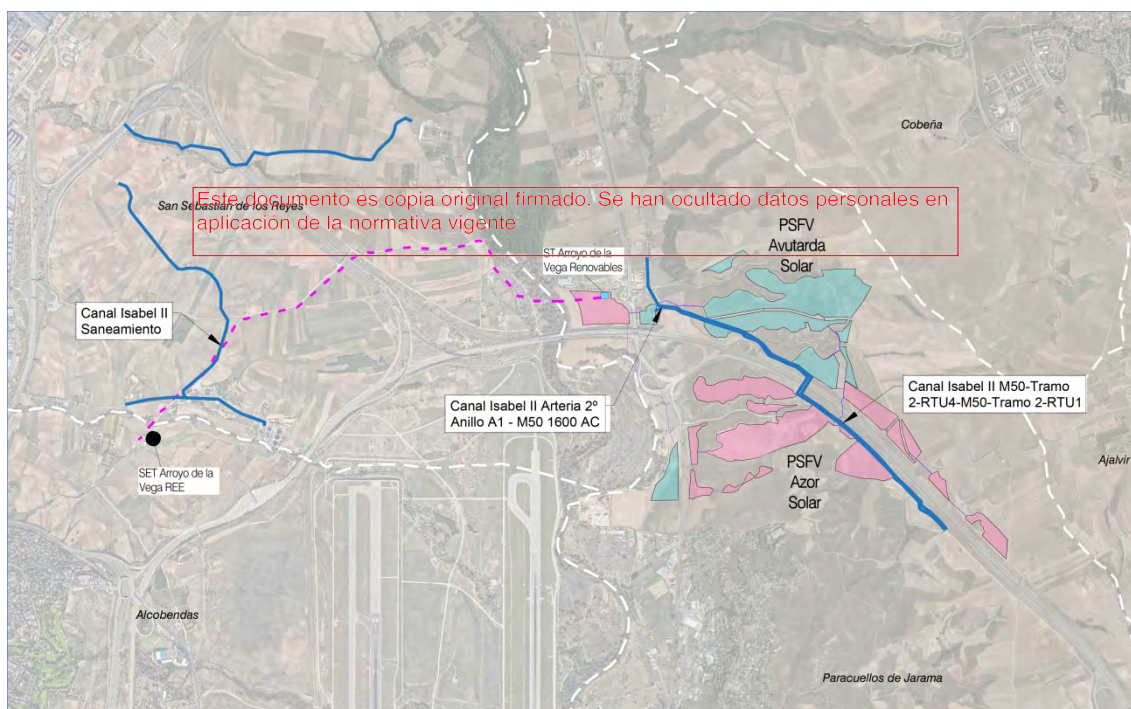 Cobeña
Este documento es copia original firmado. Se han ocultado datos personales en
aplicación de la normativa vigente
San Sebastián de los Reyes
PSFV
Avutarda
Solar
ST Arroyo de la
Vega Renovables
Canal Isabel II
Saneamiento
Canal Isabel II M50-Tramo
2-RTU4-M50-Tramo 2-RTU1
Canal Isabel II Arteria 2º
Anillo A1 - M50 1600 AC
PSFV
Azor
Solar
Ajalvir
SET Arroyo de la
Vega REE
Alcobendas
Paracuellos de Jarama